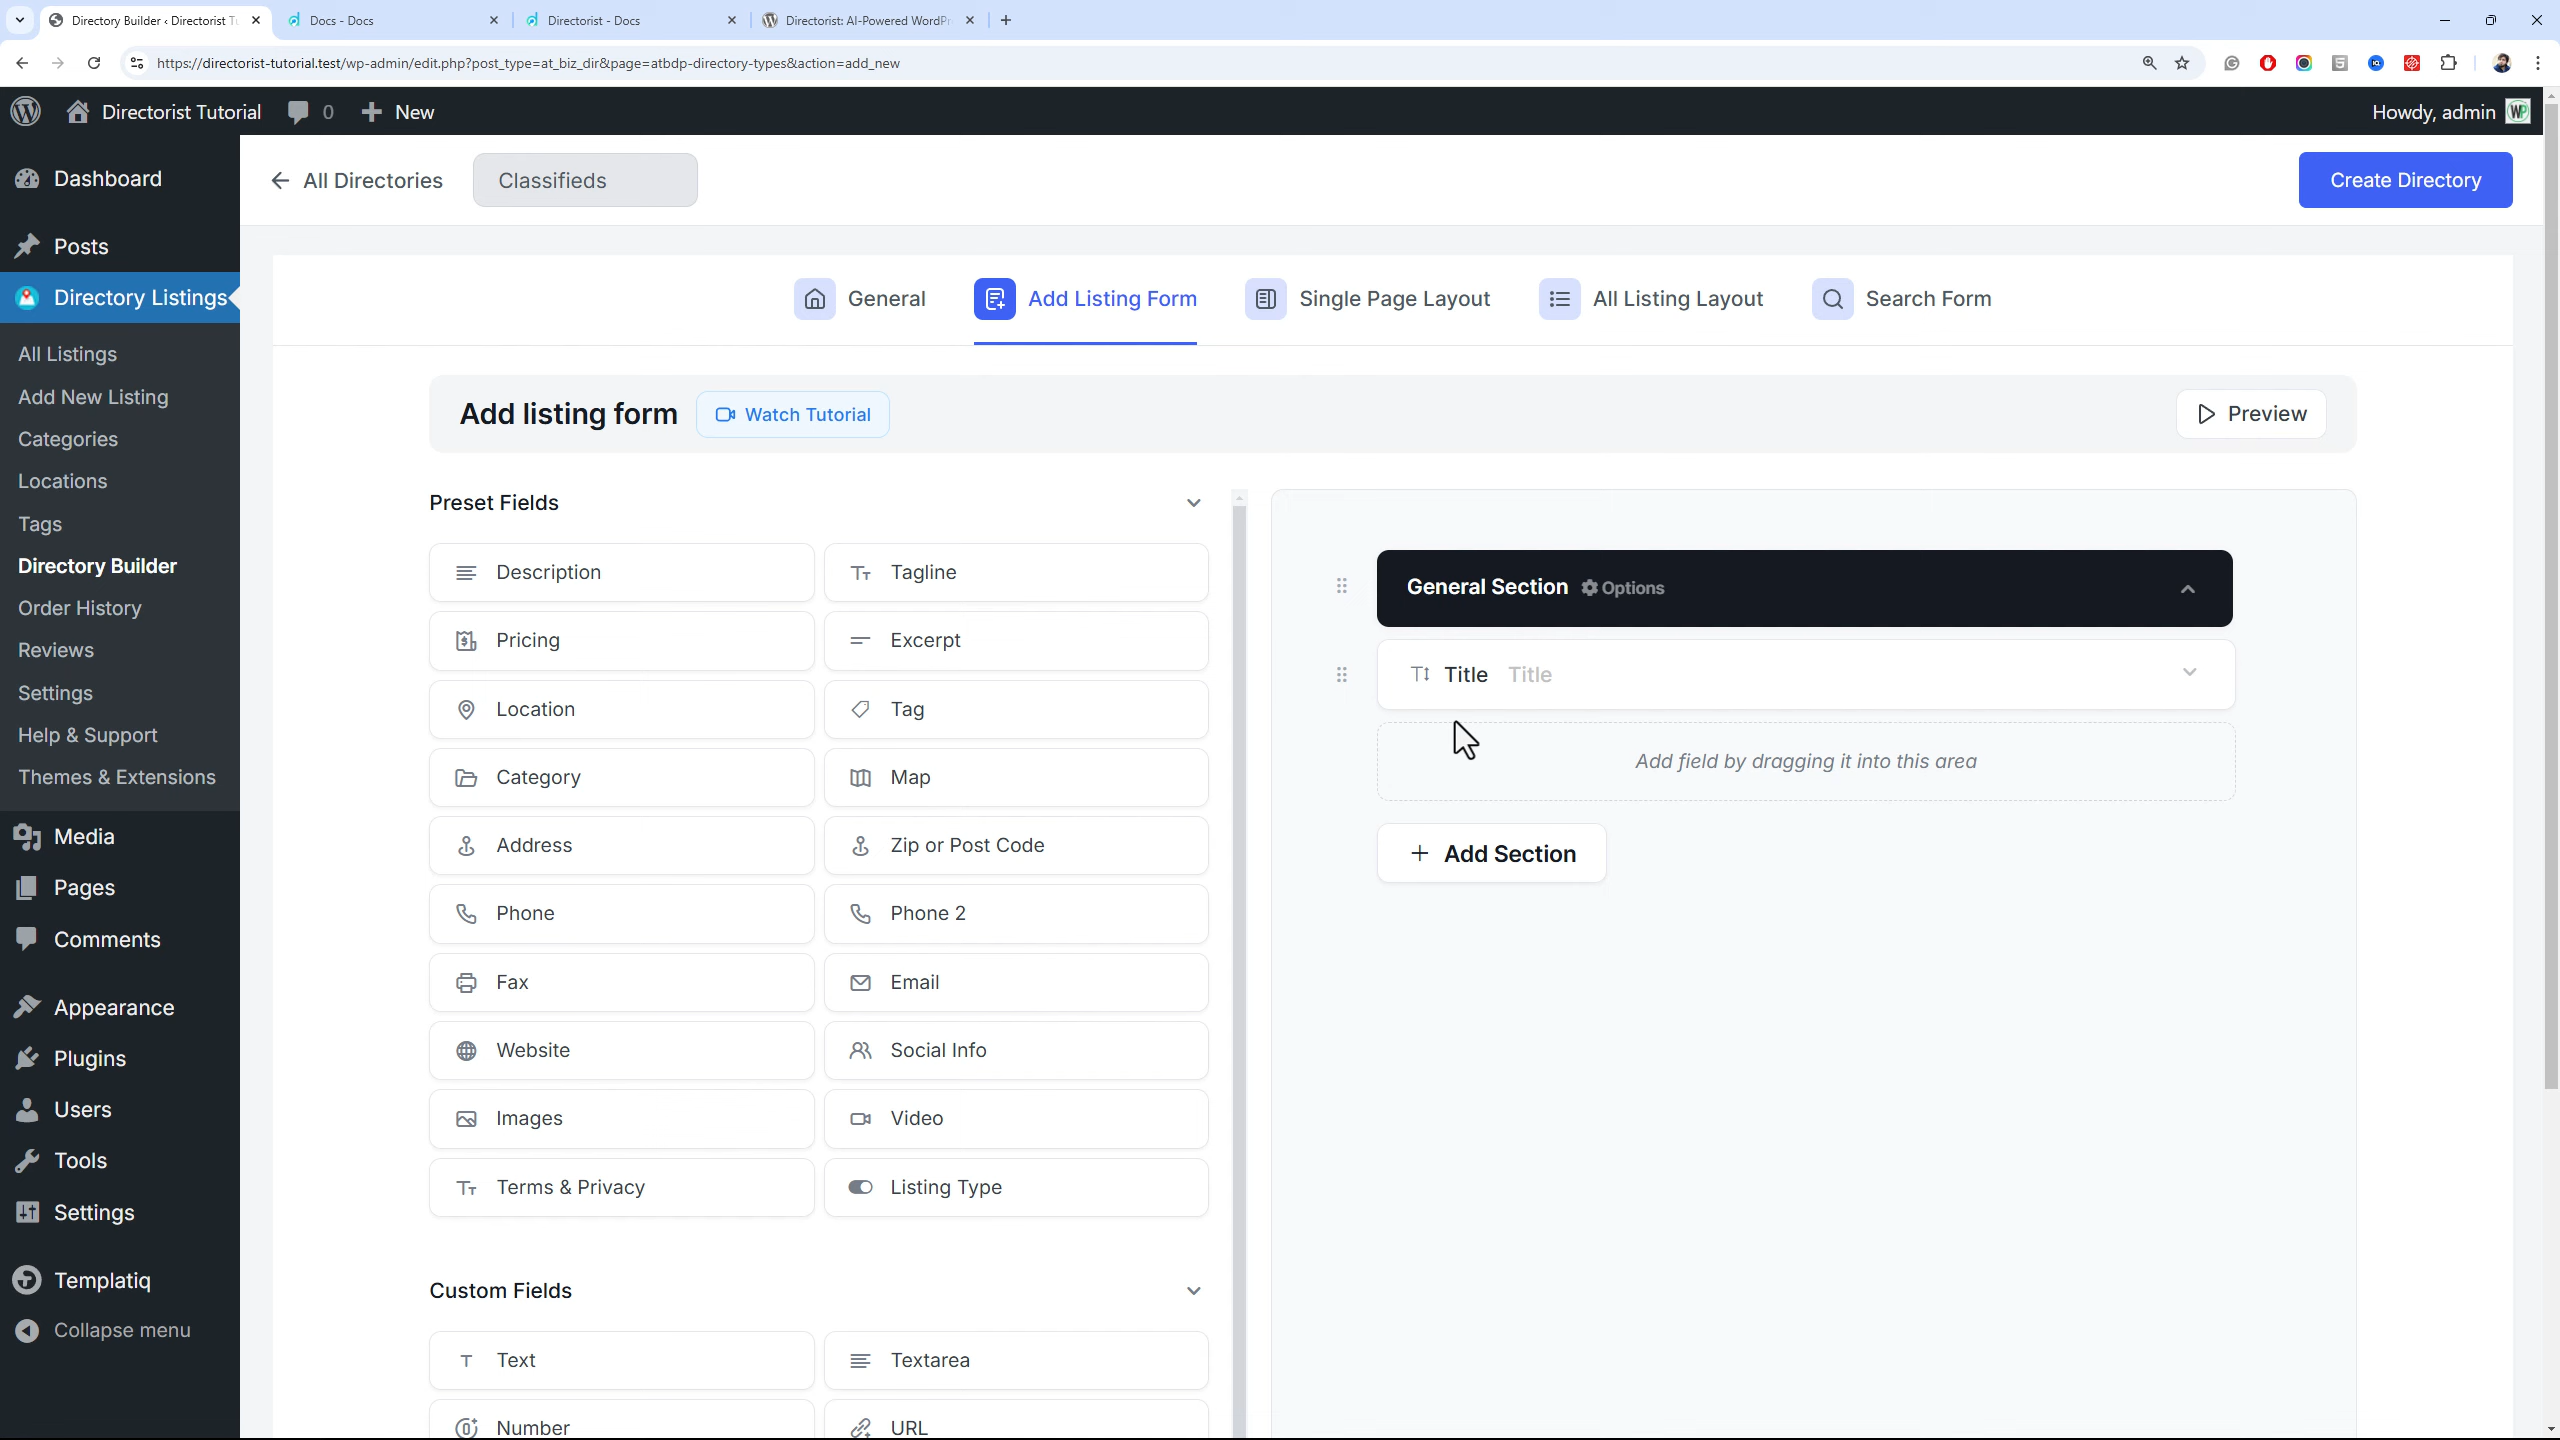 Directory Builder ‹ Directorist Tu
Docs - Docs
Directorist - Docs
Directorist: AI-Powered WordPr
https://directorist-tutorial.test/wp-admin/edit.php?post_type=at_biz_dir&page=atbdp-directory-types&action=add_new
Directorist Tutorial
0
New
Howdy, admin
Dashboard
Posts
Directory Listings
All Listings
Add New Listing
Categories
Locations
Tags
Directory Builder
Order History
Reviews
Settings
Help & Support
Themes & Extensions
Media
Pages
Comments
Appearance
Plugins
Users
Tools
Settings
Templatiq
Collapse menu
All Directories
Classifieds
Create Directory
General
Add Listing Form
Single Page Layout
All Listing Layout
Search Form
Add listing form
Watch Tutorial
Preview
Preset Fields
Description
Tagline
Pricing
Excerpt
Location
Tag
Category
Map
Address
Zip or Post Code
Phone
Phone 2
Fax
Email
Website
Social Info
Images
Video
Terms & Privacy
Listing Type
Custom Fields
Text
Textarea
Number
URL
General Section Options
Title Title
Add field by dragging it into this area
Add Section